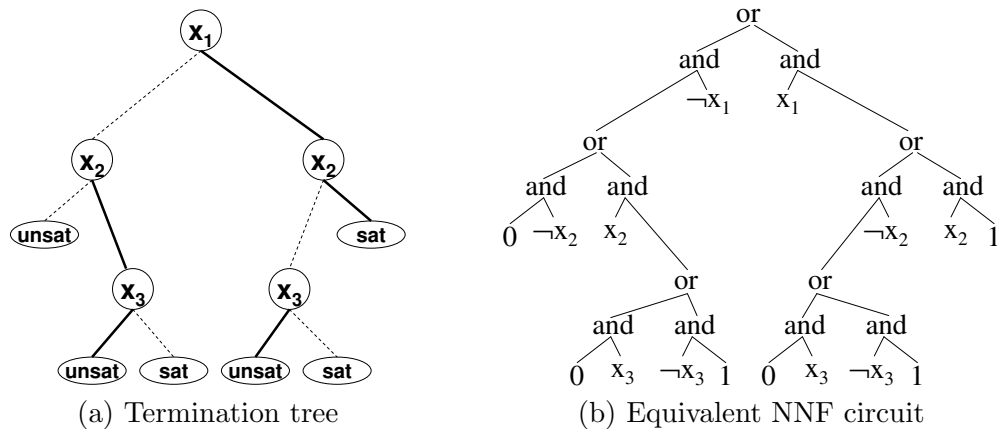 or
x₁
and and
¬x₁ x₁
x₂ x₂
or or
and and and and
unsat sat
0 ¬x₂ x₂ ¬x₂ x₂ 1
x₃ x₃
or or
and and and and
unsat sat unsat sat
0 x₃ ¬x₃ 1 0 x₃ ¬x₃ 1
(a) Termination tree
(b) Equivalent NNF circuit